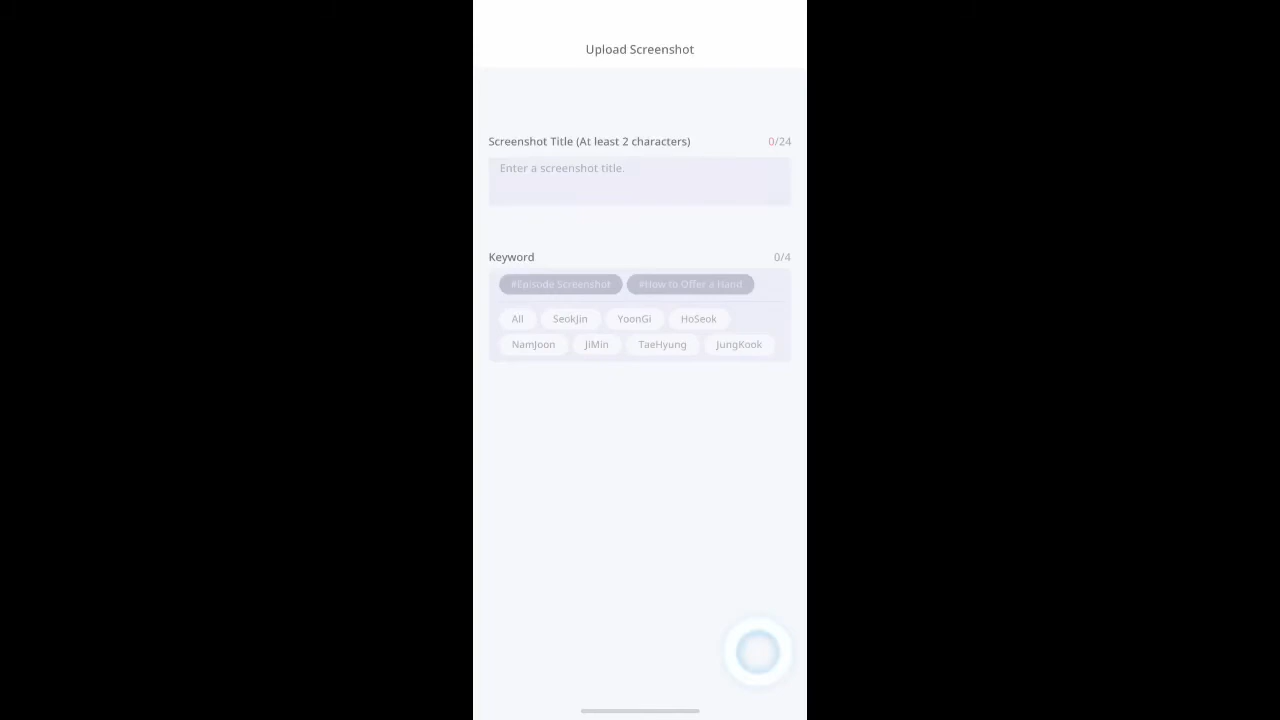 Upload Screenshot
Screenshot Title (At least 2 characters) 0/24
Enter a screenshot title.
Keyword 0/4
#Episode Screenshot #How to Offer a Hand
All SeokJin YoonGi HoSeok
NamJoon JiMin TaeHyung JungKook